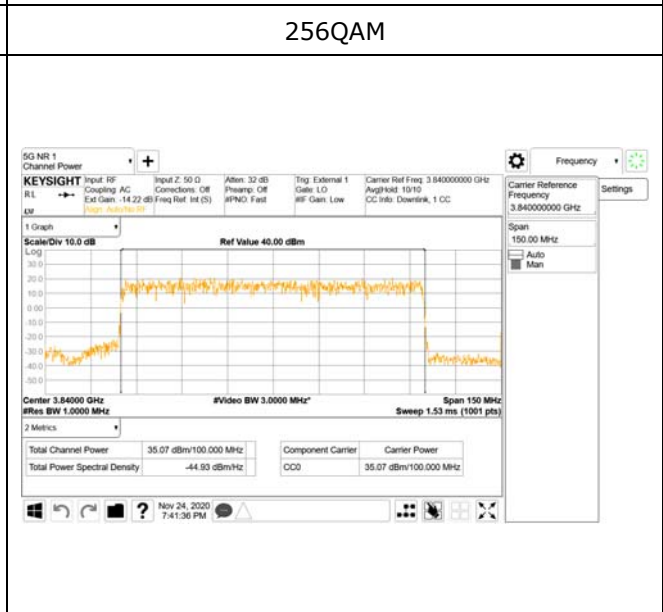 256QAM
5G NR 1
Channel Power
KEYSIGHT
RL
Input: RF
Coupling: AC
Ext Gain: -14.22 dB
Align: Auto/No RF
Input Z: 50 Ω
Corrections: Off
Freq Ref: Int (S)
Atten: 32 dB
Preamp: Off
#PNO: Fast
Trig: External 1
Gate: LO
#IF Gain: Low
Carrier Ref Freq: 3.840000000 GHz
Avg|Hold: 10/10
CC Info: Downlink, 1 CC
Frequency
Carrier Reference
Frequency
3.840000000 GHz
Settings
Span
150.00 MHz
Auto
Man
1 Graph
Scale/Div 10.0 dB
Ref Value 40.00 dBm
Log
30.0
20.0
10.0
0.00
-10.0
-20.0
-30.0
-40.0
-50.0
Center 3.84000 GHz
#Video BW 3.0000 MHz*
Span 150 MHz
#Res BW 1.0000 MHz
Sweep 1.53 ms (1001 pts)
2 Metrics
Total Channel Power 35.07 dBm/100.000 MHz
Total Power Spectral Density -44.93 dBm/Hz
Component Carrier Carrier Power
CC0 35.07 dBm/100.000 MHz
?
Nov 24, 2020
7:41:36 PM